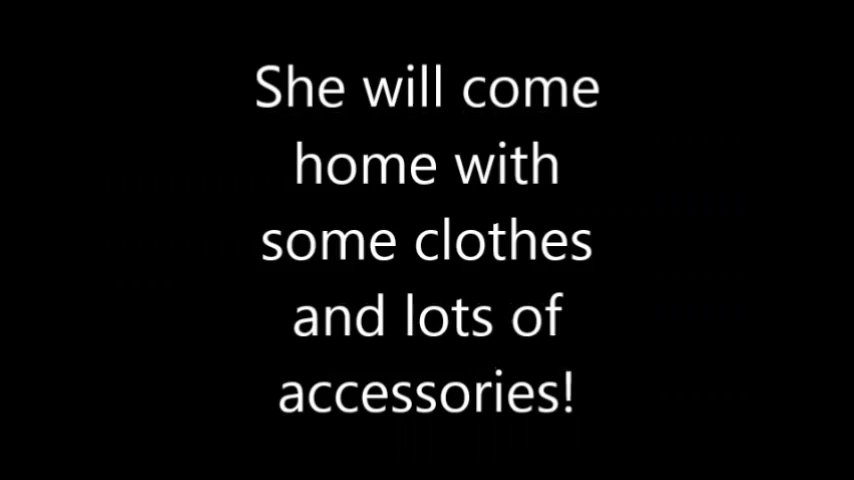 She will come
home with
some clothes
and lots of
accessories!